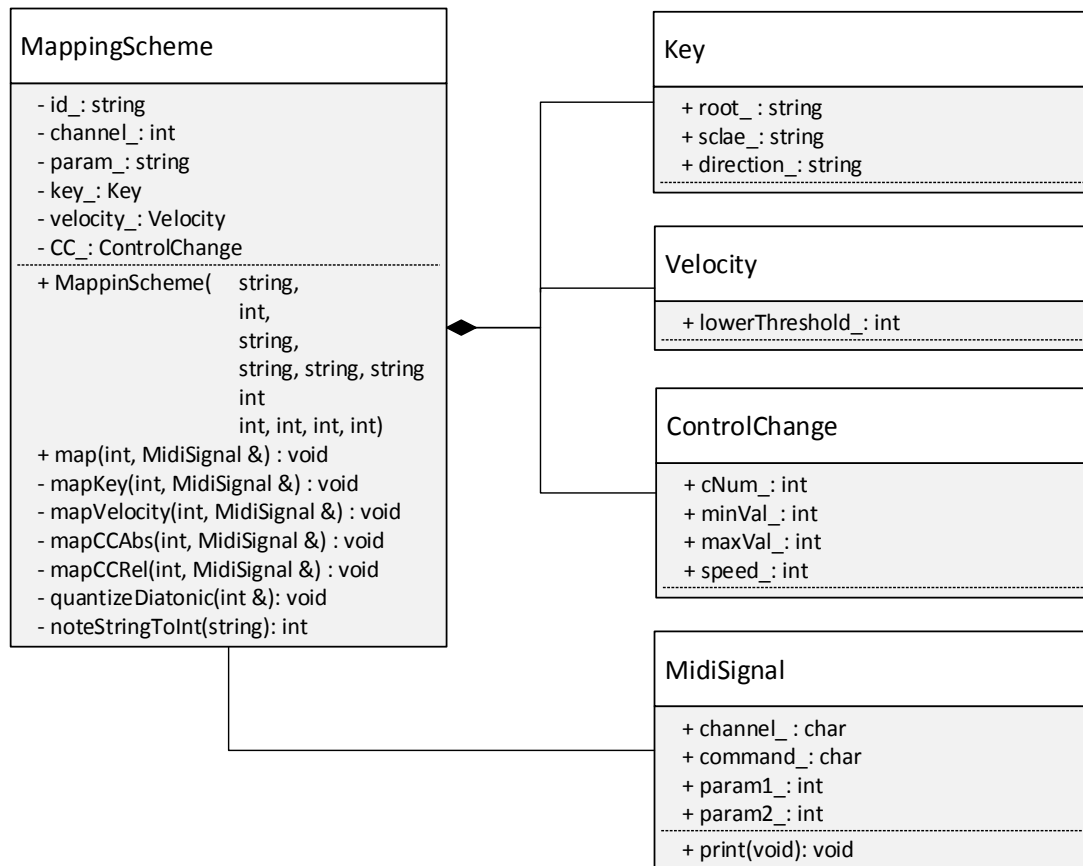 MappingScheme
- id_: string
- channel_: int
- param_: string
- key_: Key
- velocity_: Velocity
- CC_: ControlChange
+ MappinScheme( string,
int,
string,
string, string, string
int
int, int, int, int)
+ map(int, MidiSignal &) : void
- mapKey(int, MidiSignal &) : void
- mapVelocity(int, MidiSignal &) : void
- mapCCAbs(int, MidiSignal &) : void
- mapCCRel(int, MidiSignal &) : void
- quantizeDiatonic(int &): void
- noteStringToInt(string): int
Key
+ root_ : string
+ sclae_: string
+ direction_: string
Velocity
+ lowerThreshold_: int
ControlChange
+ cNum_: int
+ minVal_: int
+ maxVal_: int
+ speed_: int
MidiSignal
+ channel_ : char
+ command_: char
+ param1_: int
+ param2_: int
+ print(void): void